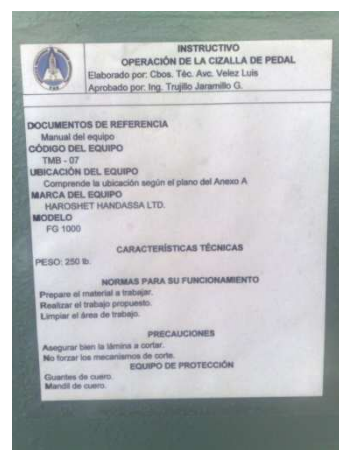 INSTRUCTIVO
OPERACIÓN DE LA CIZALLA DE PEDAL
Elaborado por: Cbos. Téc. Avc. Velez Luis
Aprobado por: Ing. Trujillo Jaramillo G.
DOCUMENTOS DE REFERENCIA
Manual del equipo
CÓDIGO DEL EQUIPO
TMB - 07
UBICACIÓN DEL EQUIPO
Comprende la ubicación según el plano del Anexo A
MARCA DEL EQUIPO
HAROSHET HANDASSA LTD.
MODELO
FG 1000
CARACTERÍSTICAS TÉCNICAS
PESO: 250 lb.
NORMAS PARA SU FUNCIONAMIENTO
Prepare el material a trabajar.
Realizar el trabajo propuesto.
Limpiar el área de trabajo.
PRECAUCIONES
Asegurar bien la lámina a cortar.
No forzar los mecanismos de corte.
EQUIPO DE PROTECCIÓN
Guantes de cuero.
Mandil de cuero.